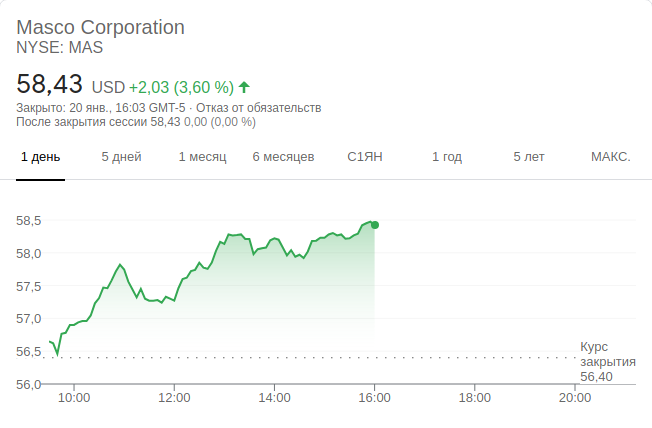 Masco Corporation
NYSE: MAS
58,43 USD +2,03 (3,60 %)
Закрыто: 20 янв., 16:03 GMT-5 · Отказ от обязательств
После закрытия сессии 58,43 0,00 (0,00 %)
1 день 5 дней 1 месяц 6 месяцев С1ЯН 1 год 5 лет МАКС.
58,5
58,0
57,5
57,0
56,5
56,0
Курс
закрытия
56,40
10:00 12:00 14:00 16:00 18:00 20:00